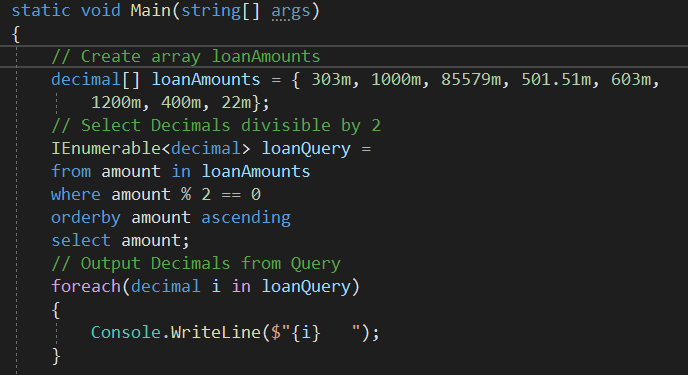 static void Main(string[] args)
{
// Create array loanAmounts
decimal[] loanAmounts = { 303m, 1000m, 85579m, 501.51m, 603m,
1200m, 400m, 22m};
// Select Decimals divisible by 2
IEnumerable<decimal> loanQuery =
from amount in loanAmounts
where amount % 2 == 0
orderby amount ascending
select amount;
// Output Decimals from Query
foreach(decimal i in loanQuery)
{
Console.WriteLine($"{i}   ");
}